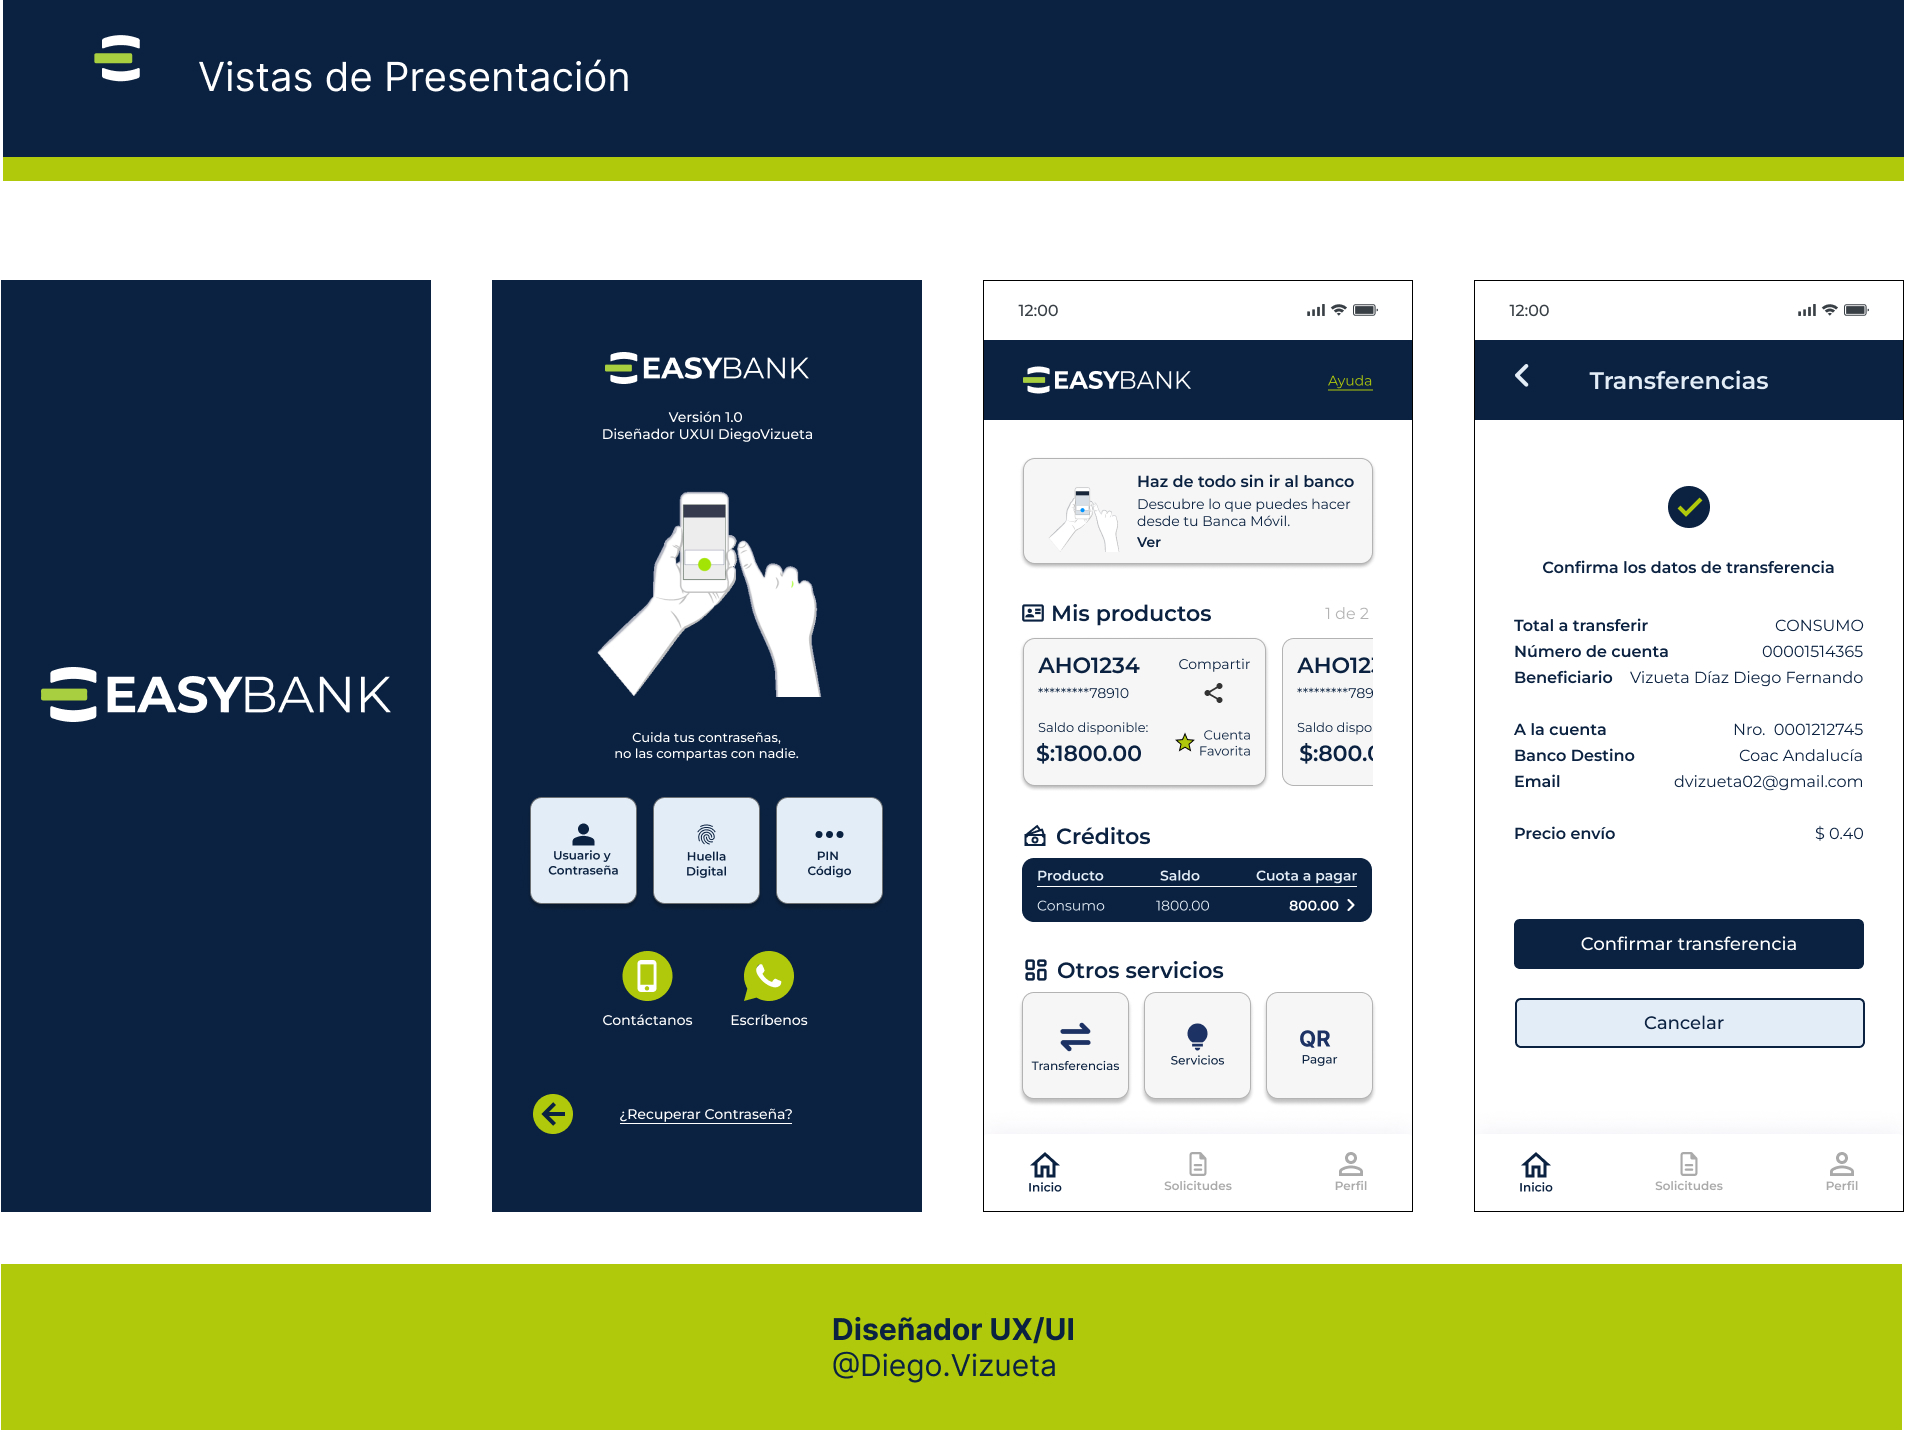 Vistas de Presentación
EASYBANK
EASYBANK
Versión 1.0
Diseñador UXUI DiegoVizueta
Cuida tus contraseñas,
no las compartas con nadie.
Usuario y
Contraseña
Huella
Digital
PIN
Código
Contáctanos
Escríbenos
¿Recuperar Contraseña?
12:00
EASYBANK
Ayuda
Haz de todo sin ir al banco
Descubre lo que puedes hacer
desde tu Banca Móvil.
Ver
Mis productos
1 de 2
AHO1234
Compartir
*********78910
Saldo disponible:
$:1800.00
Cuenta
Favorita
AHO123
*********789
Saldo dispo
$:800.0
Créditos
Producto Saldo Cuota a pagar
Consumo 1800.00 800.00
Otros servicios
Transferencias
Servicios
QR
Pagar
Inicio
Solicitudes
Perfil
12:00
Transferencias
Confirma los datos de transferencia
Total a transferir CONSUMO
Número de cuenta 00001514365
Beneficiario Vizueta Díaz Diego Fernando
A la cuenta Nro. 0001212745
Banco Destino Coac Andalucía
Email dvizueta02@gmail.com
Precio envío $ 0.40
Confirmar transferencia
Cancelar
Inicio
Solicitudes
Perfil
Diseñador UX/UI
@Diego.Vizueta